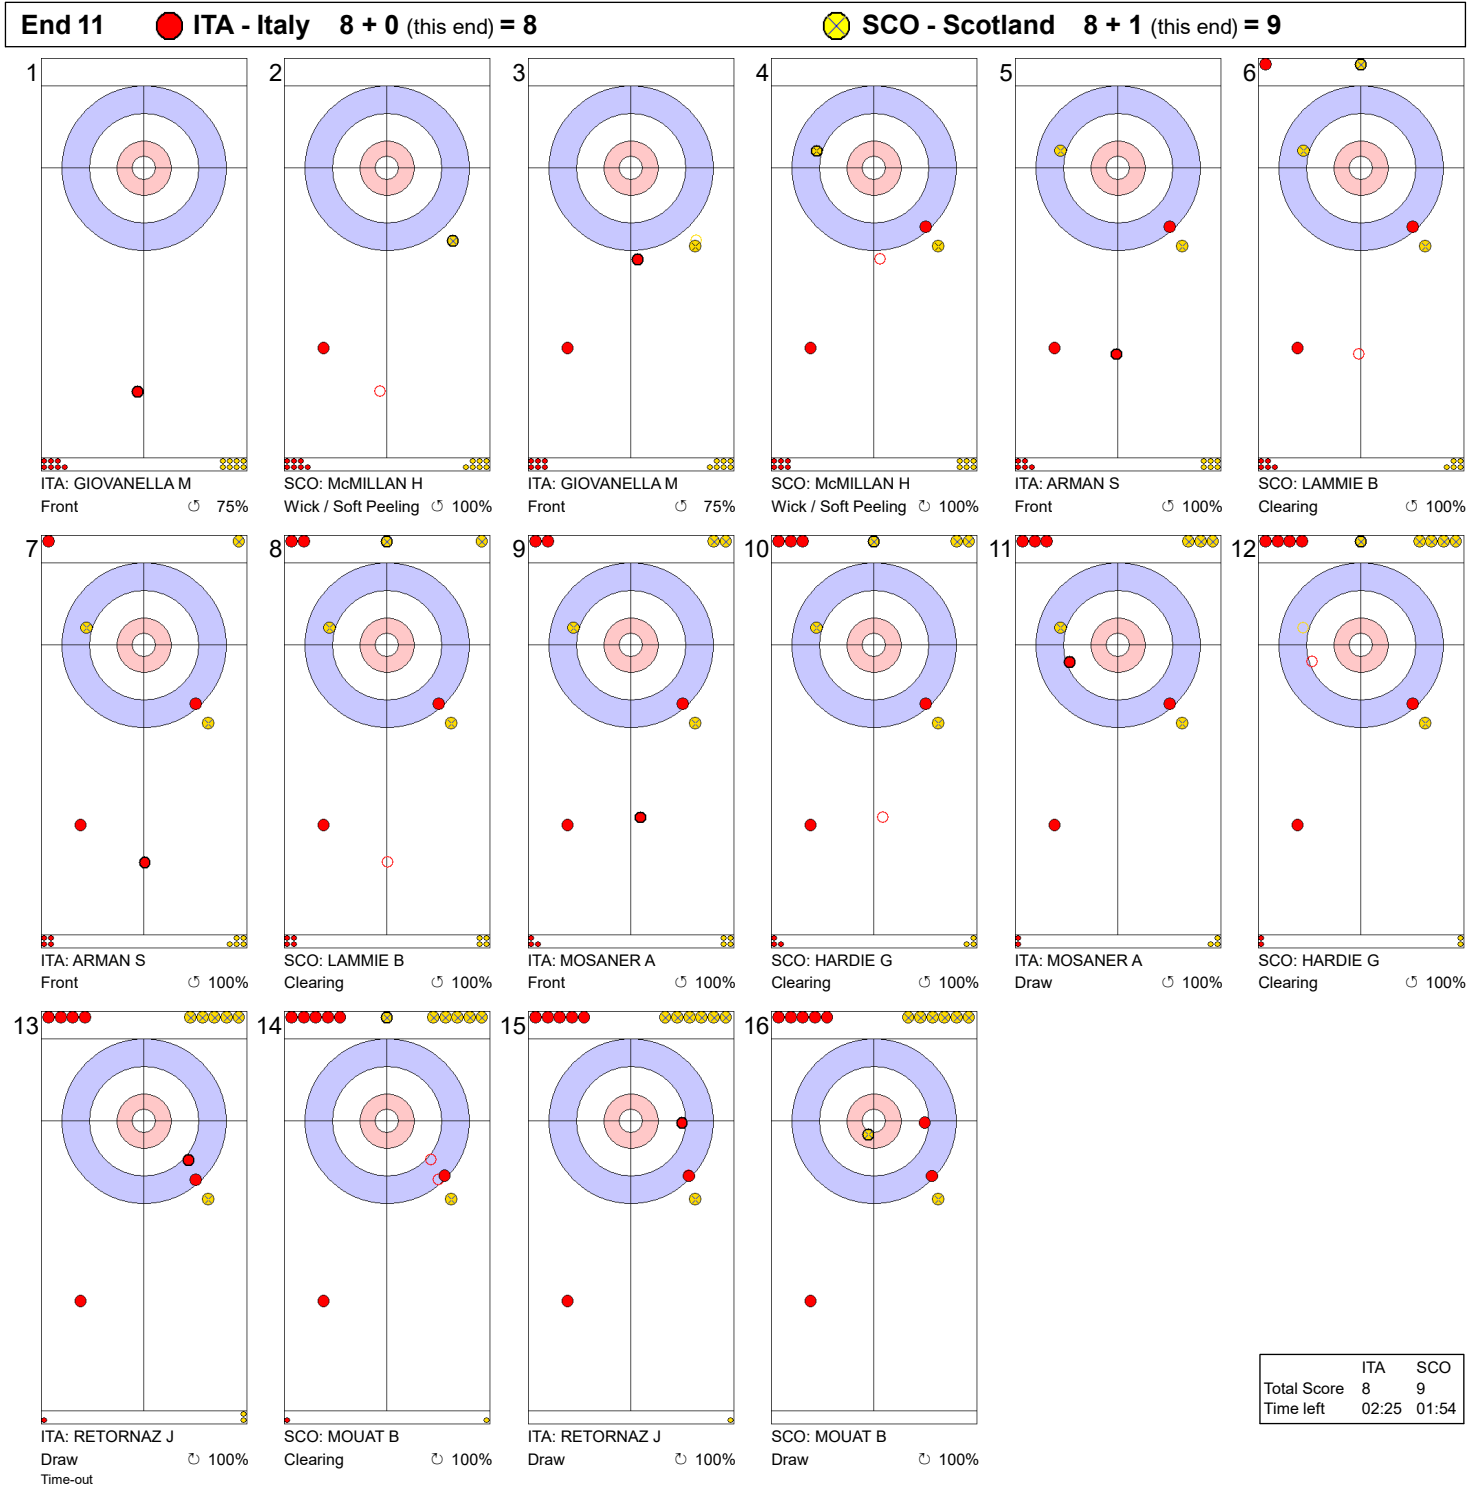 End 11 ITA - Italy 8 + 0 (this end) = 8 SCO - Scotland 8 + 1 (this end) = 9
1 2 3 4 5 6
ITA: GIOVANELLA M SCO: McMILLAN H ITA: GIOVANELLA M SCO: McMILLAN H ITA: ARMAN S SCO: LAMMIE B
Front ↺ 75% Wick / Soft Peeling ↺ 100% Front ↺ 75% Wick / Soft Peeling ↻ 100% Front ↺ 100% Clearing ↺ 100%
7 8 9 10 11 12
ITA: ARMAN S SCO: LAMMIE B ITA: MOSANER A SCO: HARDIE G ITA: MOSANER A SCO: HARDIE G
Front ↺ 100% Clearing ↺ 100% Front ↺ 100% Clearing ↺ 100% Draw ↺ 100% Clearing ↺ 100%
13 14 15 16
ITA: RETORNAZ J SCO: MOUAT B ITA: RETORNAZ J SCO: MOUAT B
Draw ↻ 100% Clearing ↻ 100% Draw ↻ 100% Draw ↻ 100%
Time-out
ITA SCO
Total Score 8 9
Time left 02:25 01:54